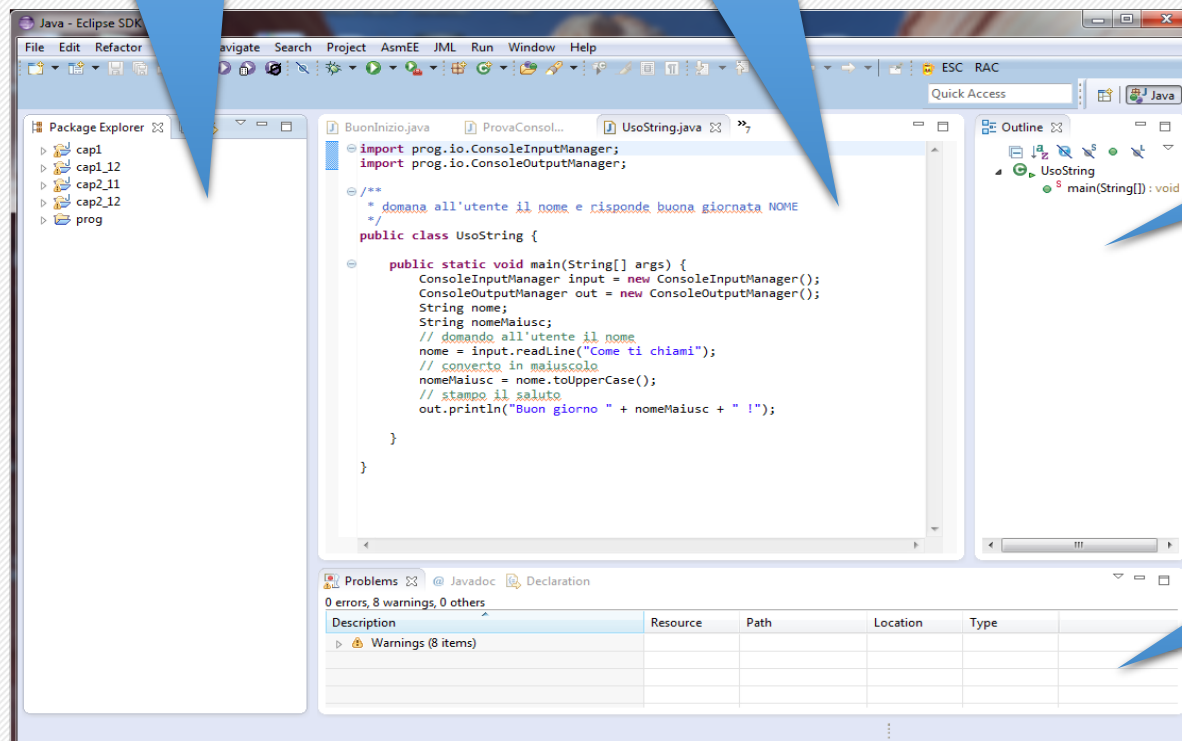 Java - Eclipse SDK
File Edit Refactor avigate Search Project AsmEE JML Run Window Help
ESC RAC
Quick Access
Java
Package Explorer
cap1
cap1_12
cap2_11
cap2_12
prog
BuonInizio.java ProvaConsol... UsoString.java »7
import prog.io.ConsoleInputManager;
import prog.io.ConsoleOutputManager;
/**
* domana all'utente il nome e risponde buona giornata NOME
*/
public class UsoString {
public static void main(String[] args) {
ConsoleInputManager input = new ConsoleInputManager();
ConsoleOutputManager out = new ConsoleOutputManager();
String nome;
String nomeMaiusc;
// domando all'utente il nome
nome = input.readLine("Come ti chiami");
// converto in maiuscolo
nomeMaiusc = nome.toUpperCase();
// stampo il saluto
out.println("Buon giorno " + nomeMaiusc + " !");
}
}
Outline
UsoString
main(String[]) : void
Problems @ Javadoc Declaration
0 errors, 8 warnings, 0 others
Description Resource Path Location Type
Warnings (8 items)